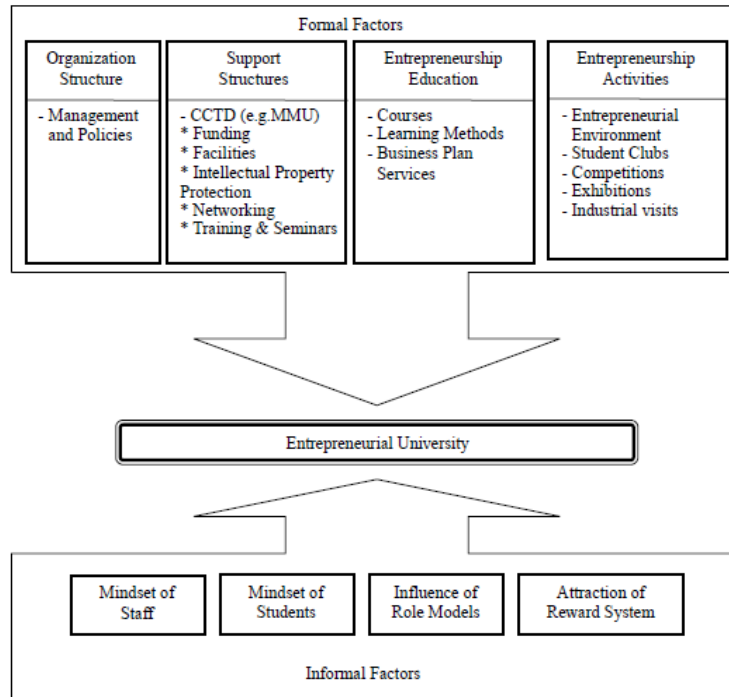 Formal Factors
Organization
Structure
- Management
and Policies
Support
Structures
- CCTD (e.g.MMU)
* Funding
* Facilities
* Intellectual Property
Protection
* Networking
* Training & Seminars
Entrepreneurship
Education
- Courses
- Learning Methods
- Business Plan
Services
Entrepreneurship
Activities
- Entrepreneurial
Environment
- Student Clubs
- Competitions
- Exhibitions
- Industrial visits
Entrepreneurial University
Mindset of
Staff
Mindset of
Students
Influence of
Role Models
Attraction of
Reward System
Informal Factors